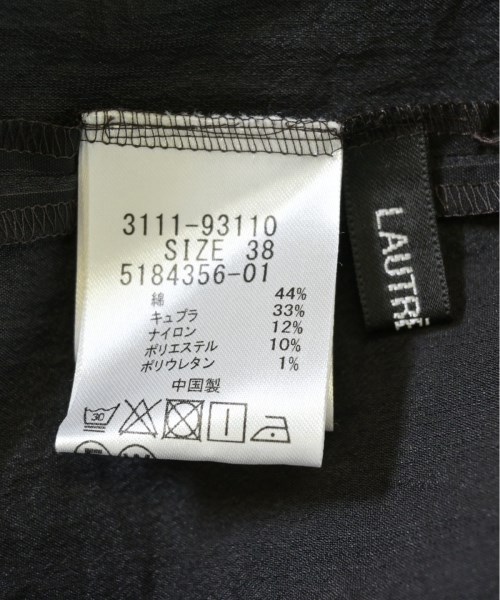 3111-93110
SIZE 38
5184356-01
綿 44%
キュプラ 33%
ナイロン 12%
ポリエステル 10%
ポリウレタン 1%
中国製
30
LAUTRE